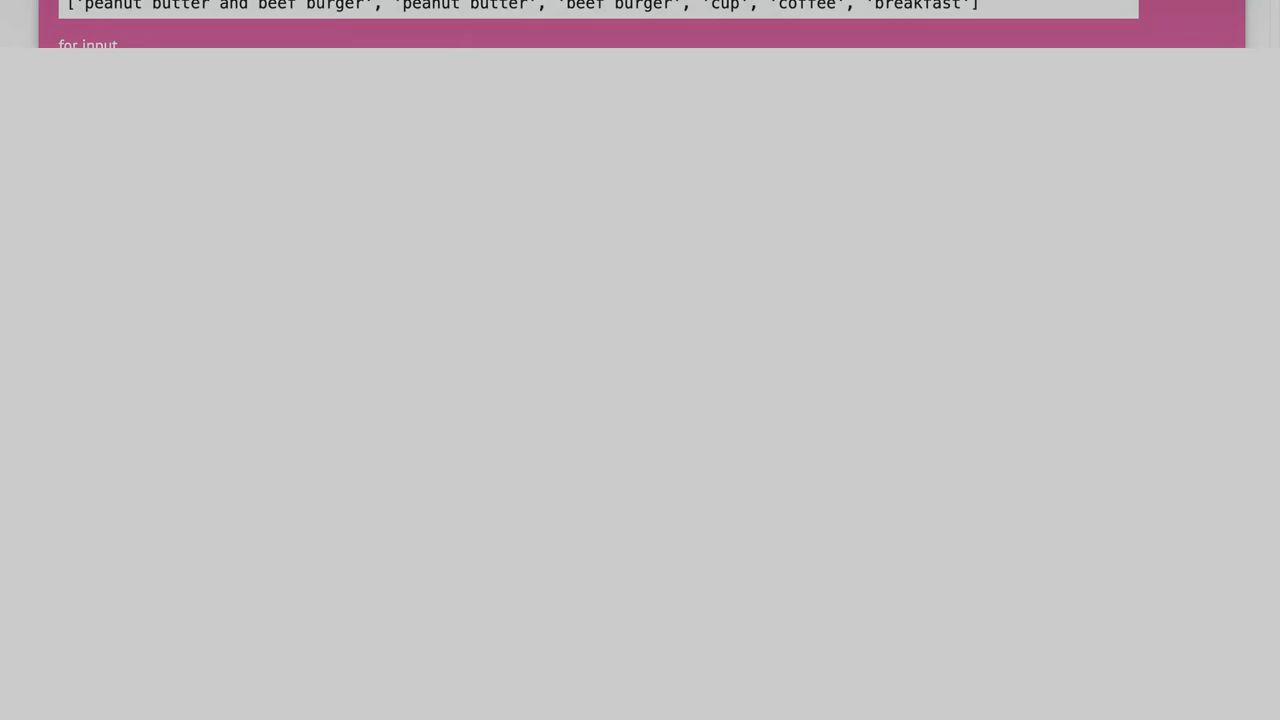 ['peanut butter and beef burger', 'peanut butter', 'beef burger', 'cup', 'coffee', 'breakfast']
for input